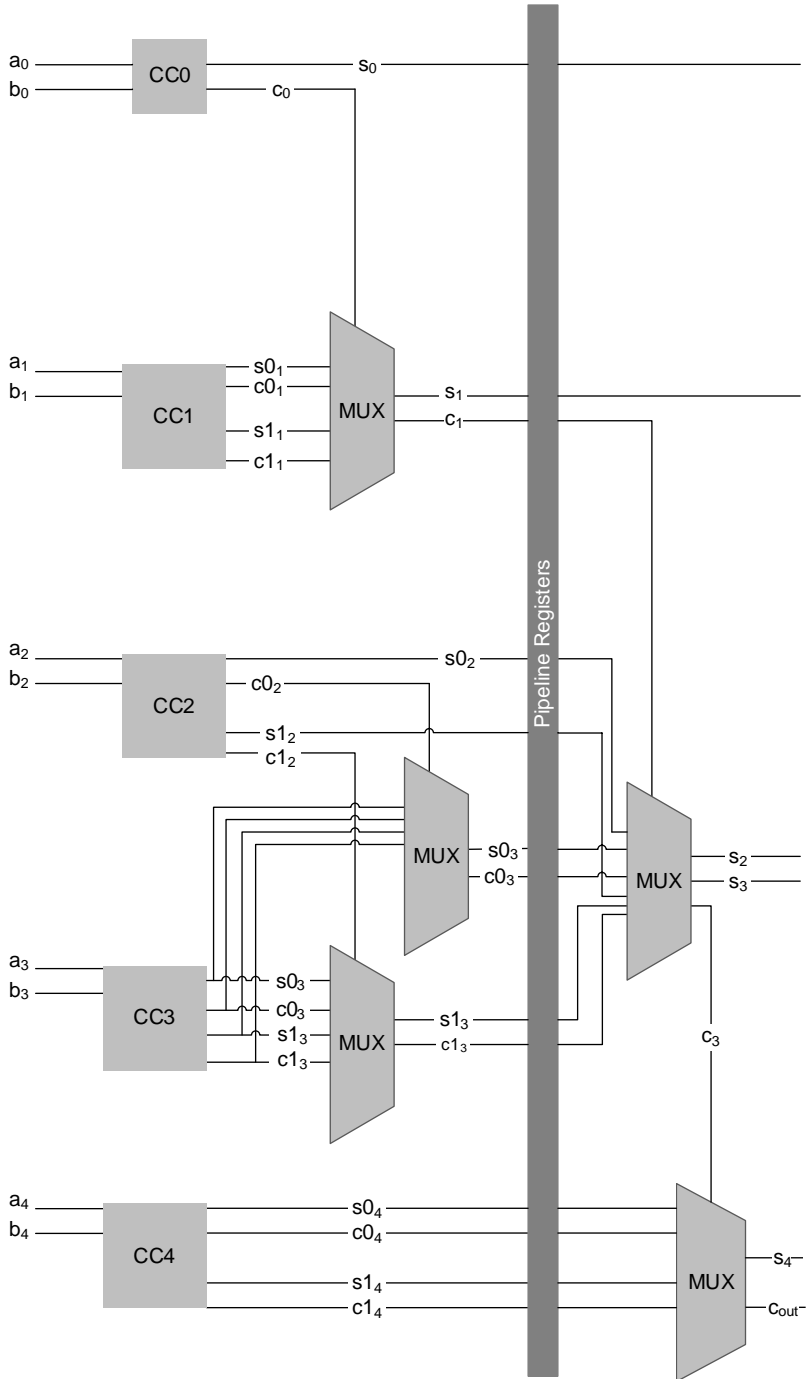 a₀
b₀
CC0
s₀
c₀
a₁
b₁
CC1
s0₁
c0₁
s1₁
c1₁
MUX
s₁
c₁
Pipeline Registers
a₂
b₂
CC2
s0₂
c0₂
s1₂
c1₂
MUX
s0₃
c0₃
MUX
s₂
s₃
a₃
b₃
CC3
s0₃
c0₃
s1₃
c1₃
MUX
s1₃
c1₃
c₃
a₄
b₄
CC4
s0₄
c0₄
s1₄
c1₄
MUX
s₄
cout